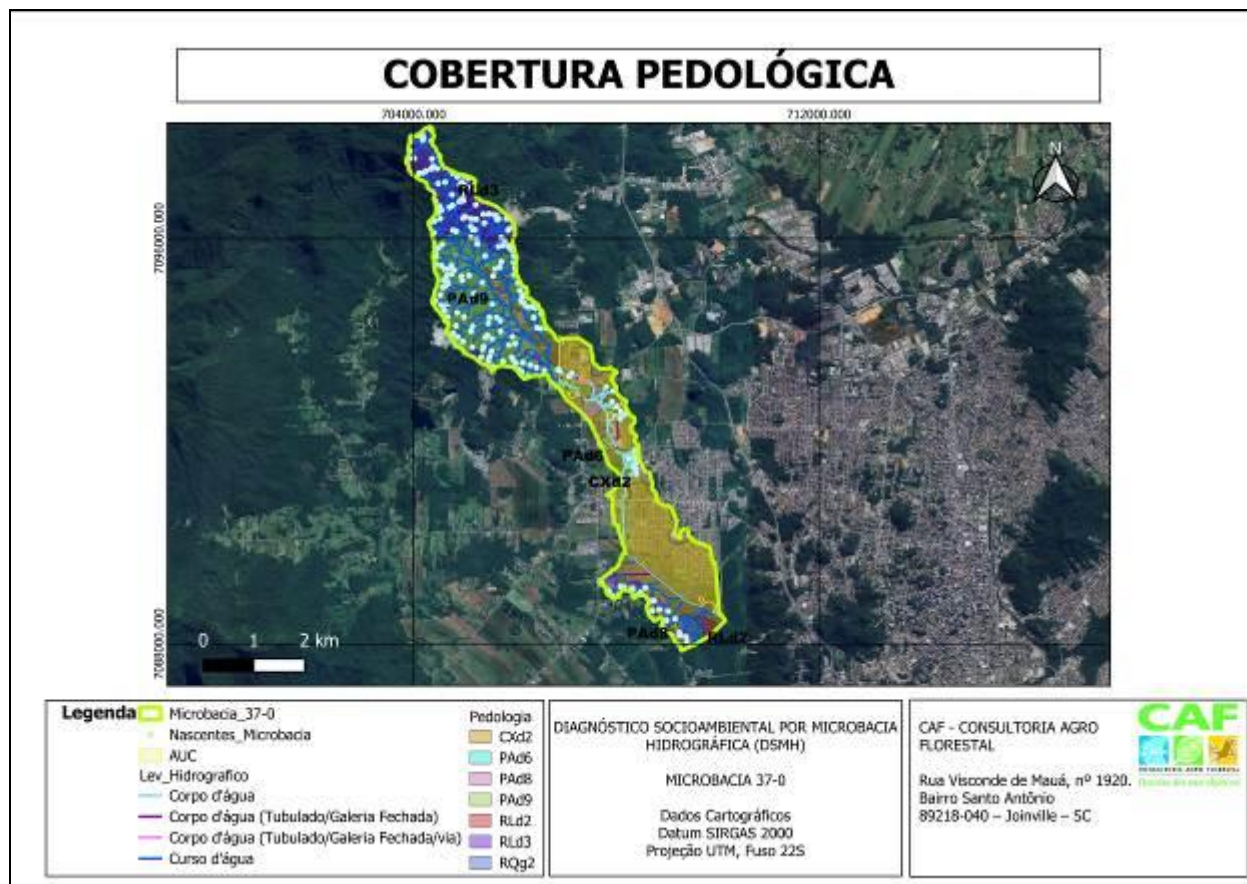 COBERTURA PEDOLÓGICA
704000.000
712000.000
N
7096000.000
RLd3
PAd9
PAd6
CXd2
7088000.000
PAd8
RLd2
0 1 2 km
Legenda
Microbacia_37-0
Nascentes_Microbacia
AUC
Lev_Hidrografico
Corpo d'água
Corpo d'água (Tubulado/Galeria Fechada)
Corpo d'água (Tubulado/Galeria Fechada/via)
Curso d'água
Pedologia
CXd2
PAd6
PAd8
PAd9
RLd2
RLd3
RQg2
DIAGNÓSTICO SOCIOAMBIENTAL POR MICROBACIA
HIDROGRÁFICA (DSMH)
MICROBACIA 37-0
Dados Cartográficos
Datum SIRGAS 2000
Projeção UTM, Fuso 22S
CAF - CONSULTORIA AGRO
FLORESTAL
Rua Visconde de Mauá, nº 1920.
Bairro Santo Antônio
89218-040 – Joinville – SC
CAF